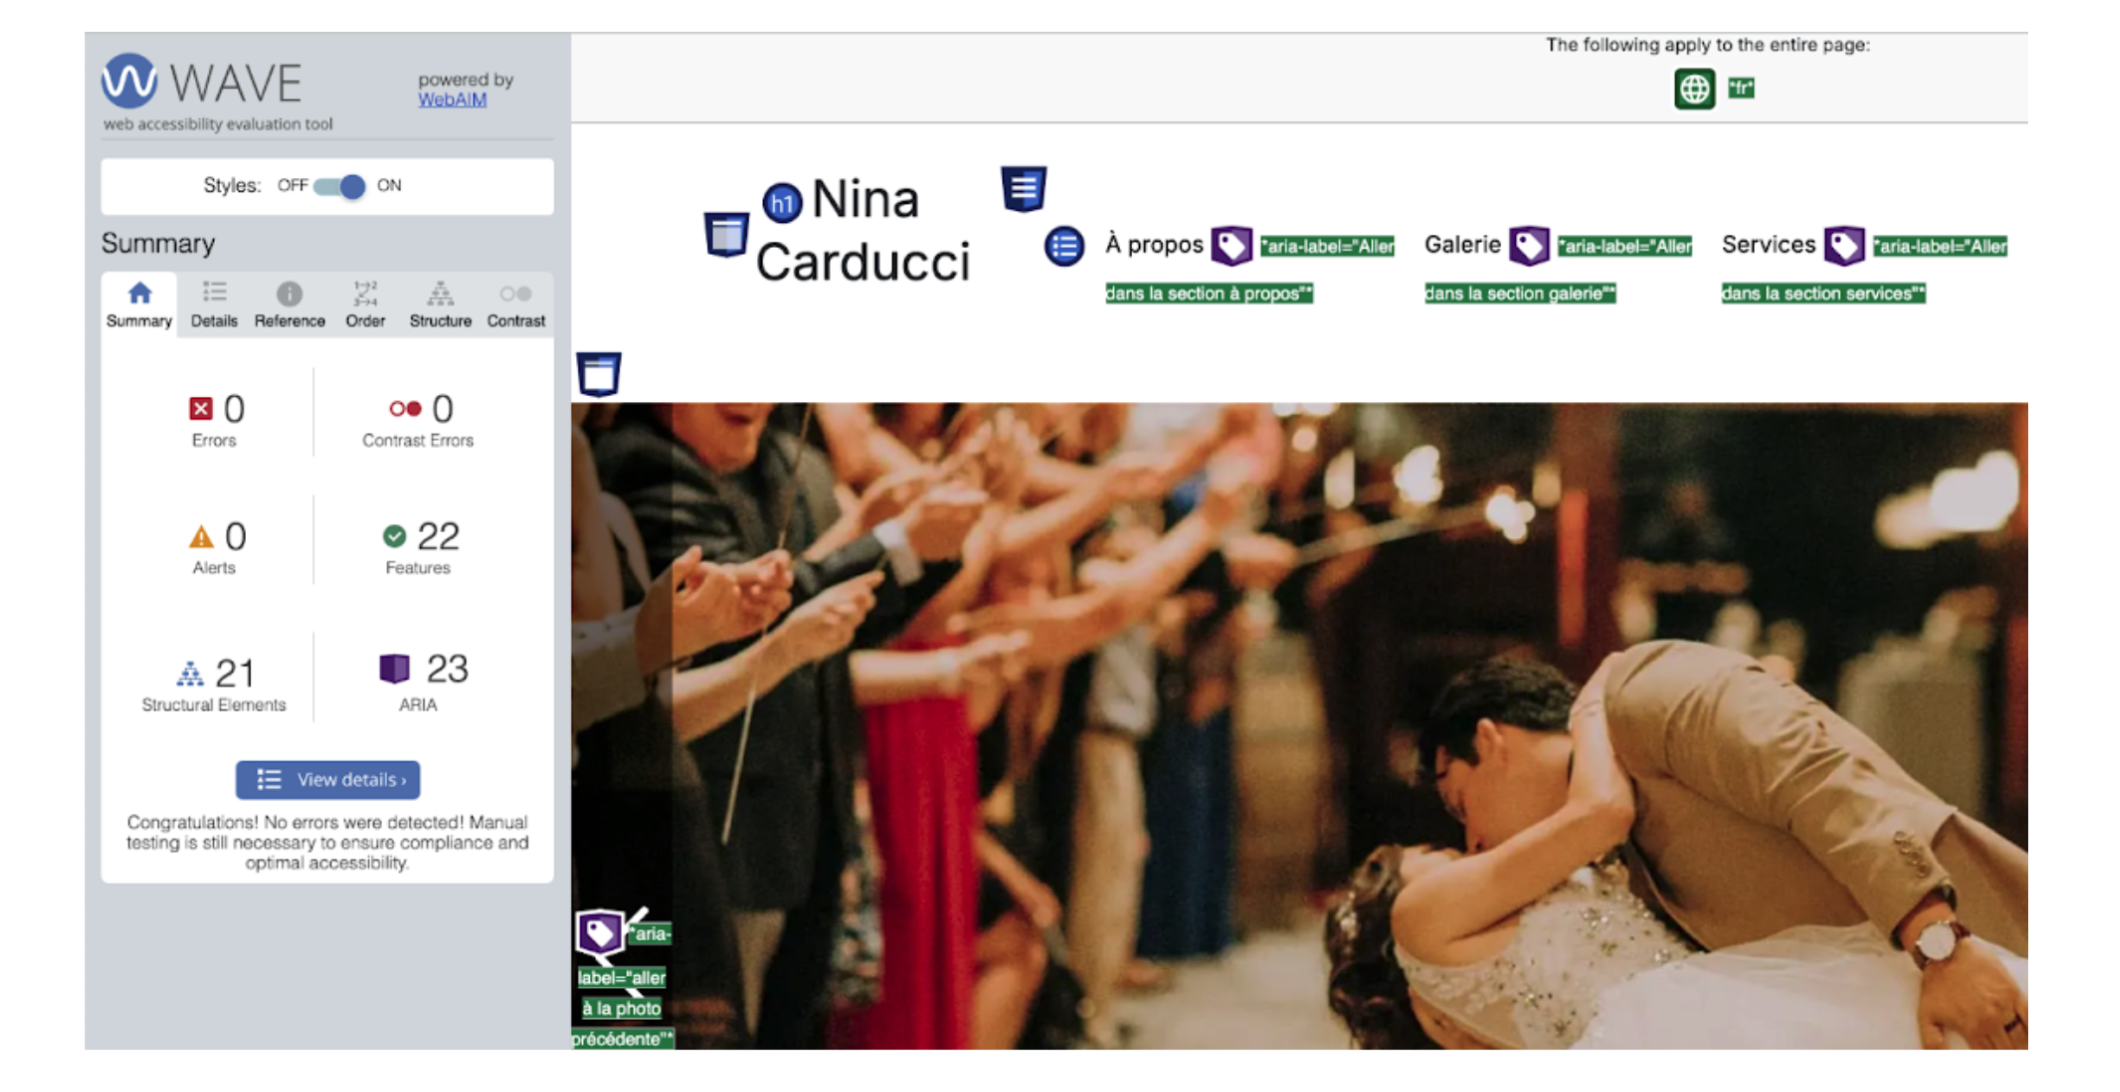 WAVE
powered by
WebAIM
web accessibility evaluation tool
Styles: OFF ON
Summary
Summary Details Reference Order Structure Contrast
0
Errors
0
Contrast Errors
0
Alerts
22
Features
21
Structural Elements
23
ARIA
View details ›
Congratulations! No errors were detected! Manual
testing is still necessary to ensure compliance and
optimal accessibility.
The following apply to the entire page:
*fr*
h1 Nina
Carducci
À propos *aria-label="Aller
dans la section à propos"*
Galerie *aria-label="Aller
dans la section galerie"*
Services *aria-label="Aller
dans la section services"*
*aria-
label="aller
à la photo
précédente"*